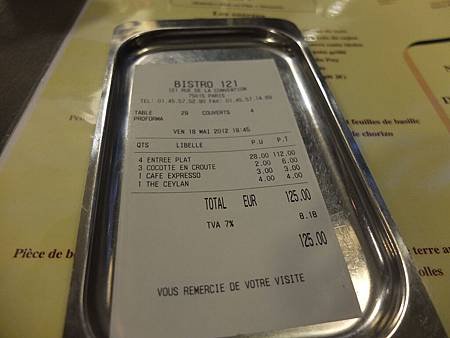 BISTRO 121
121 RUE DE LA CONVENTION
75015 PARIS
TEL: 01.45.57.52.90 FAX: 01.45.57.14.69
TABLE 29 COUVERTS 4
PROFORMA
VEN 18 MAI 2012 19:45
QTS LIBELLE P.U P.T
4 ENTREE PLAT 28.00 112.00
3 COCOTTE EN CROUTE 2.00 6.00
1 CAFE EXPRESSO 3.00 3.00
1 THE CEYLAN 4.00 4.00
TOTAL EUR 125.00
TVA 7% 8.18
125.00
VOUS REMERCIE DE VOTRE VISITE
feuilles de basilic
chorizo
Pièce de
terre